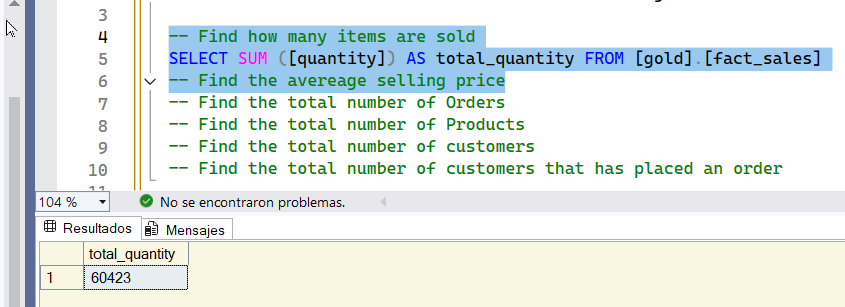 3
4 -- Find how many items are sold
5 SELECT SUM ([quantity]) AS total_quantity FROM [gold].[fact_sales]
6 -- Find the avereage selling price
7 -- Find the total number of Orders
8 -- Find the total number of Products
9 -- Find the total number of customers
10 -- Find the total number of customers that has placed an order
104 % No se encontraron problemas.
Resultados Mensajes
total_quantity
1 60423